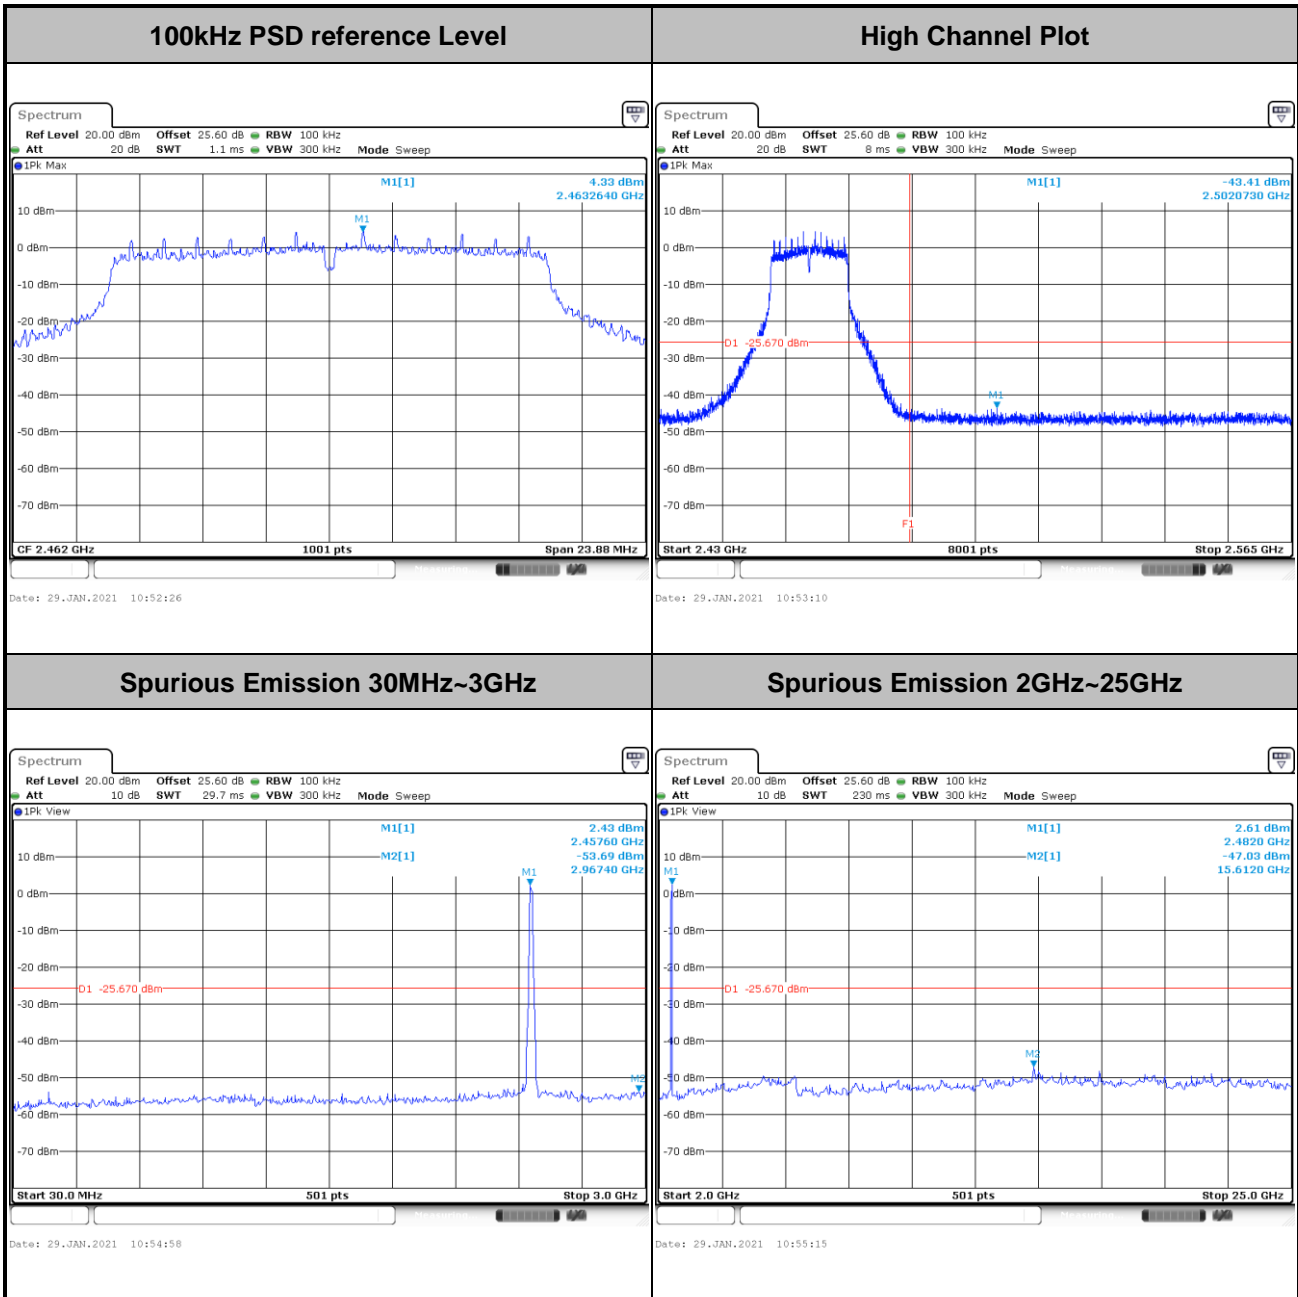 100kHz PSD reference Level
High Channel Plot
Spectrum
Ref Level 20.00 dBm Offset 25.60 dB RBW 100 kHz
Att 20 dB SWT 1.1 ms VBW 300 kHz Mode Sweep
1Pk Max
M1[1] 4.33 dBm
2.4632640 GHz
M1
10 dBm
0 dBm
-10 dBm
-20 dBm
-30 dBm
-40 dBm
-50 dBm
-60 dBm
-70 dBm
CF 2.462 GHz 1001 pts Span 23.88 MHz
Measuring...
Date: 29.JAN.2021 10:52:26
Spectrum
Ref Level 20.00 dBm Offset 25.60 dB RBW 100 kHz
Att 20 dB SWT 8 ms VBW 300 kHz Mode Sweep
1Pk Max
M1[1] -43.41 dBm
2.5020730 GHz
10 dBm
0 dBm
-10 dBm
-20 dBm
D1 -25.670 dBm
-30 dBm
-40 dBm
M1
-50 dBm
-60 dBm
-70 dBm
F1
Start 2.43 GHz 8001 pts Stop 2.565 GHz
Measuring...
Date: 29.JAN.2021 10:53:10
Spurious Emission 30MHz~3GHz
Spurious Emission 2GHz~25GHz
Spectrum
Ref Level 20.00 dBm Offset 25.60 dB RBW 100 kHz
Att 10 dB SWT 29.7 ms VBW 300 kHz Mode Sweep
1Pk View
M1[1] 2.43 dBm
2.45760 GHz
M2[1] -53.69 dBm
2.96740 GHz
M1
10 dBm
0 dBm
-10 dBm
-20 dBm
D1 -25.670 dBm
-30 dBm
-40 dBm
-50 dBm
M2
-60 dBm
-70 dBm
Start 30.0 MHz 501 pts Stop 3.0 GHz
Date: 29.JAN.2021 10:54:58
Spectrum
Ref Level 20.00 dBm Offset 25.60 dB RBW 100 kHz
Att 10 dB SWT 230 ms VBW 300 kHz Mode Sweep
1Pk View
M1[1] 2.61 dBm
2.4820 GHz
M2[1] -47.03 dBm
15.6120 GHz
10 dBm
M1
0 dBm
-10 dBm
-20 dBm
D1 -25.670 dBm
-30 dBm
-40 dBm
M2
-50 dBm
-60 dBm
-70 dBm
Start 2.0 GHz 501 pts Stop 25.0 GHz
Date: 29.JAN.2021 10:55:15